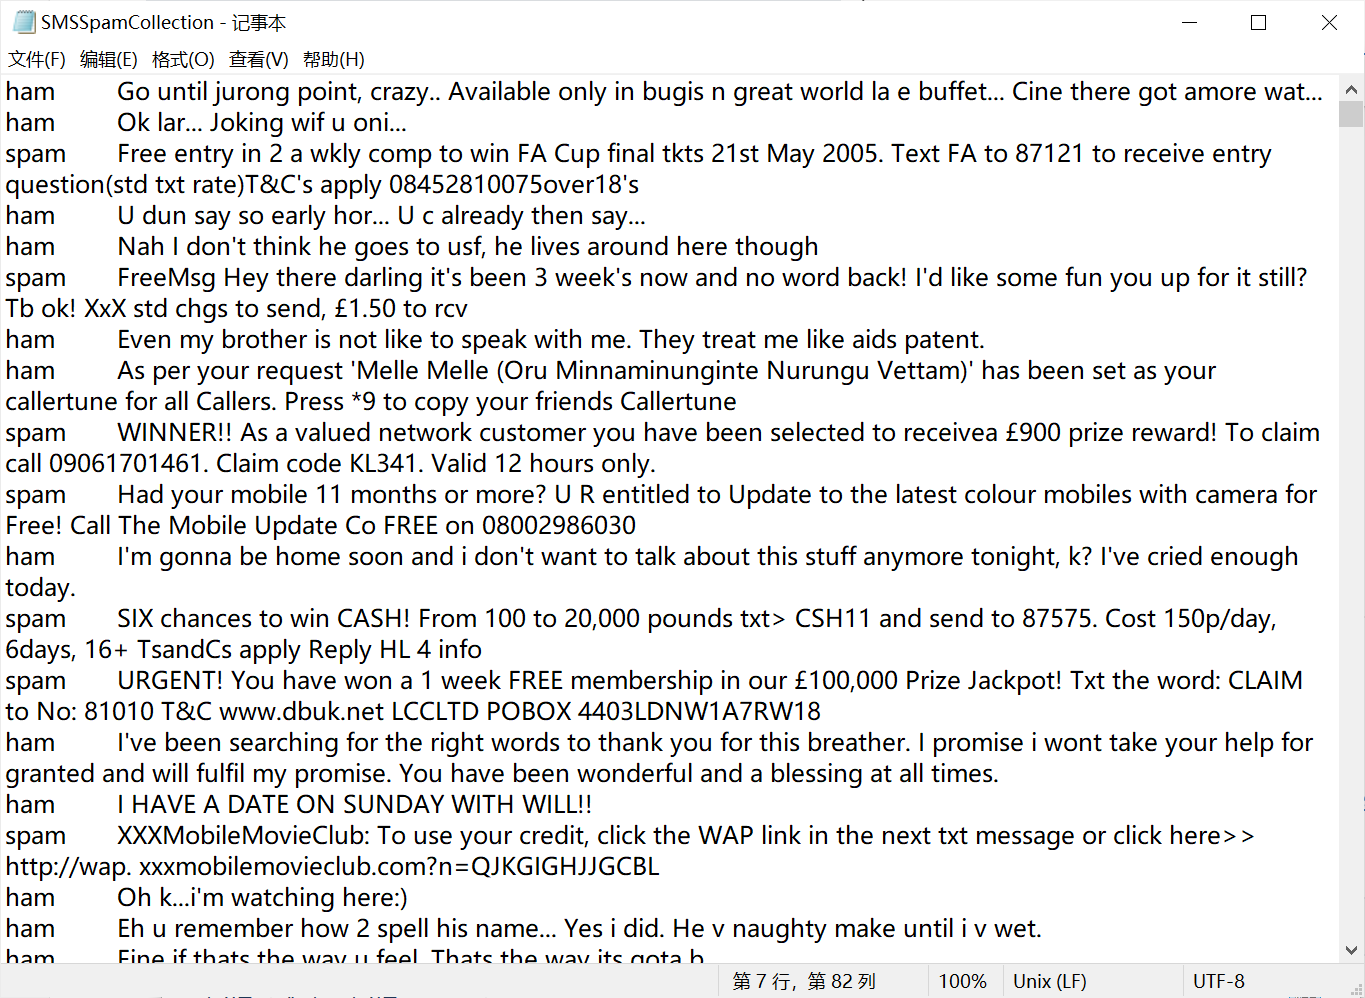 SMSSpamCollection - 记事本
文件(F) 编辑(E) 格式(O) 查看(V) 帮助(H)
ham	Go until jurong point, crazy.. Available only in bugis n great world la e buffet... Cine there got amore wat...
ham	Ok lar... Joking wif u oni...
spam	Free entry in 2 a wkly comp to win FA Cup final tkts 21st May 2005. Text FA to 87121 to receive entry
question(std txt rate)T&C's apply 08452810075over18's
ham	U dun say so early hor... U c already then say...
ham	Nah I don't think he goes to usf, he lives around here though
spam	FreeMsg Hey there darling it's been 3 week's now and no word back! I'd like some fun you up for it still?
Tb ok! XxX std chgs to send, £1.50 to rcv
ham	Even my brother is not like to speak with me. They treat me like aids patent.
ham	As per your request 'Melle Melle (Oru Minnaminunginte Nurungu Vettam)' has been set as your
callertune for all Callers. Press *9 to copy your friends Callertune
spam	WINNER!! As a valued network customer you have been selected to receivea £900 prize reward! To claim
call 09061701461. Claim code KL341. Valid 12 hours only.
spam	Had your mobile 11 months or more? U R entitled to Update to the latest colour mobiles with camera for
Free! Call The Mobile Update Co FREE on 08002986030
ham	I'm gonna be home soon and i don't want to talk about this stuff anymore tonight, k? I've cried enough
today.
spam	SIX chances to win CASH! From 100 to 20,000 pounds txt> CSH11 and send to 87575. Cost 150p/day,
6days, 16+ TsandCs apply Reply HL 4 info
spam	URGENT! You have won a 1 week FREE membership in our £100,000 Prize Jackpot! Txt the word: CLAIM
to No: 81010 T&C www.dbuk.net LCCLTD POBOX 4403LDNW1A7RW18
ham	I've been searching for the right words to thank you for this breather. I promise i wont take your help for
granted and will fulfil my promise. You have been wonderful and a blessing at all times.
ham	I HAVE A DATE ON SUNDAY WITH WILL!!
spam	XXXMobileMovieClub: To use your credit, click the WAP link in the next txt message or click here>>
http://wap. xxxmobilemovieclub.com?n=QJKGIGHJJGCBL
ham	Oh k...i'm watching here:)
ham	Eh u remember how 2 spell his name... Yes i did. He v naughty make until i v wet.
ham	Fine if thats the way u feel. Thats the way its gota b
第 7 行，第 82 列	100%	Unix (LF)	UTF-8